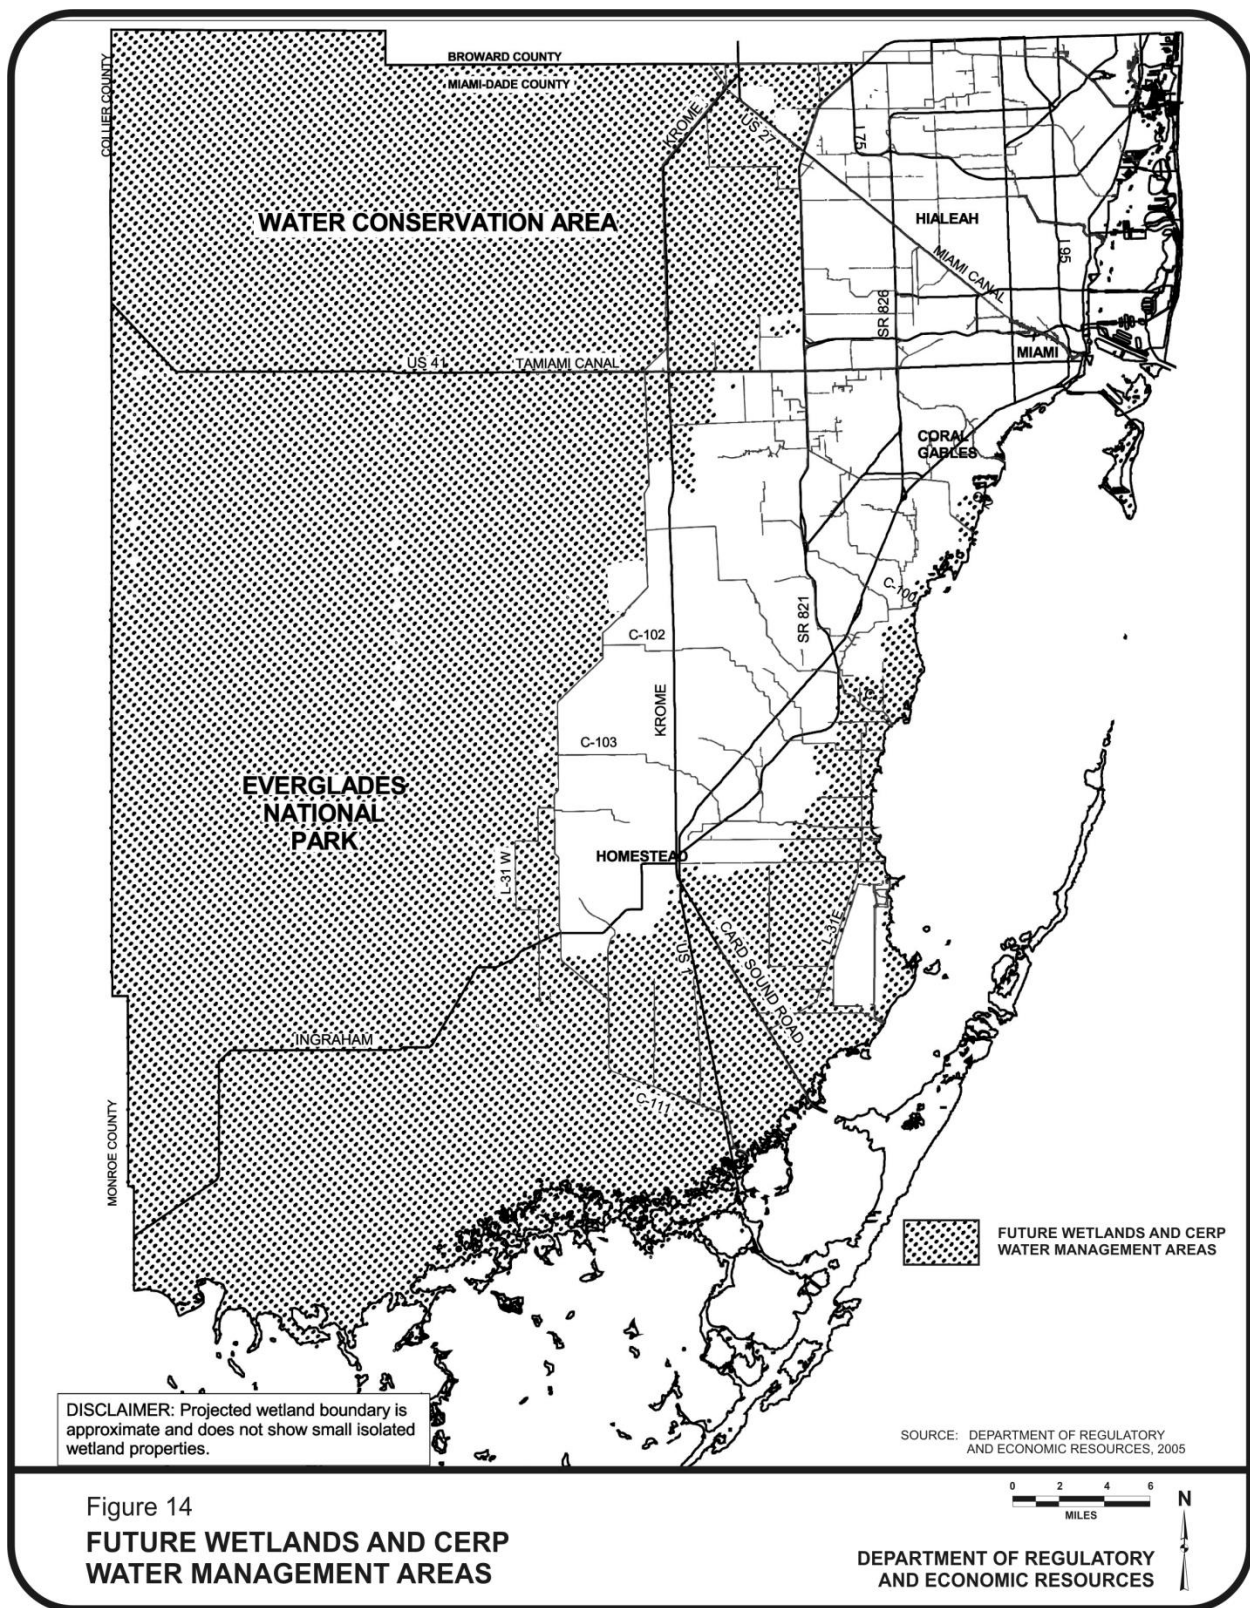 BROWARD COUNTY
MIAMI-DADE COUNTY
COLLIER COUNTY
KROME
US 27
I 75
WATER CONSERVATION AREA
HIALEAH
MIAMI CANAL
I 95
SR 826
MIAMI
US 41
TAMIAMI CANAL
CORAL
GABLES
C-100
SR 821
C-102
KROME
C-103
EVERGLADES
NATIONAL
PARK
HOMESTEAD
L-31 W
L-31E
US 1
CARD SOUND ROAD
INGRAHAM
C-111
MONROE COUNTY
FUTURE WETLANDS AND CERP
WATER MANAGEMENT AREAS
DISCLAIMER: Projected wetland boundary is
approximate and does not show small isolated
wetland properties.
SOURCE: DEPARTMENT OF REGULATORY
AND ECONOMIC RESOURCES, 2005
Figure 14
FUTURE WETLANDS AND CERP
WATER MANAGEMENT AREAS
0 2 4 6
MILES
N
DEPARTMENT OF REGULATORY
AND ECONOMIC RESOURCES